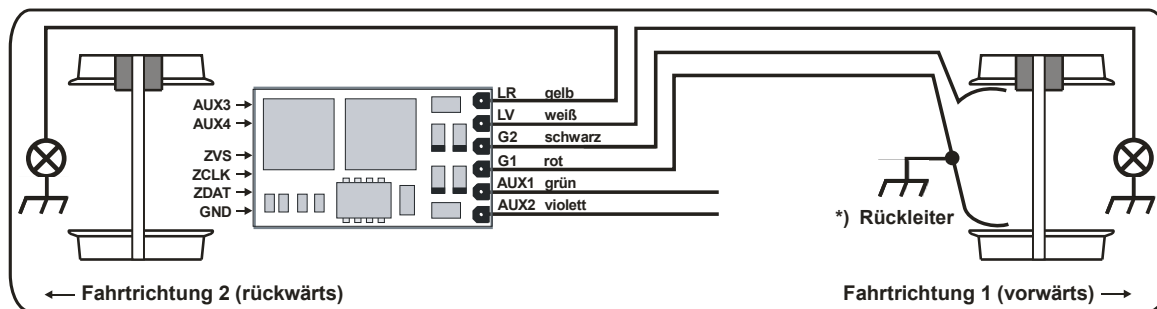 LR gelb
LV weiß
G2 schwarz
G1 rot
AUX1 grün
AUX2 violett
AUX3
AUX4
ZVS
ZCLK
ZDAT
GND
*) Rückleiter
Fahrtrichtung 2 (rückwärts)
Fahrtrichtung 1 (vorwärts)